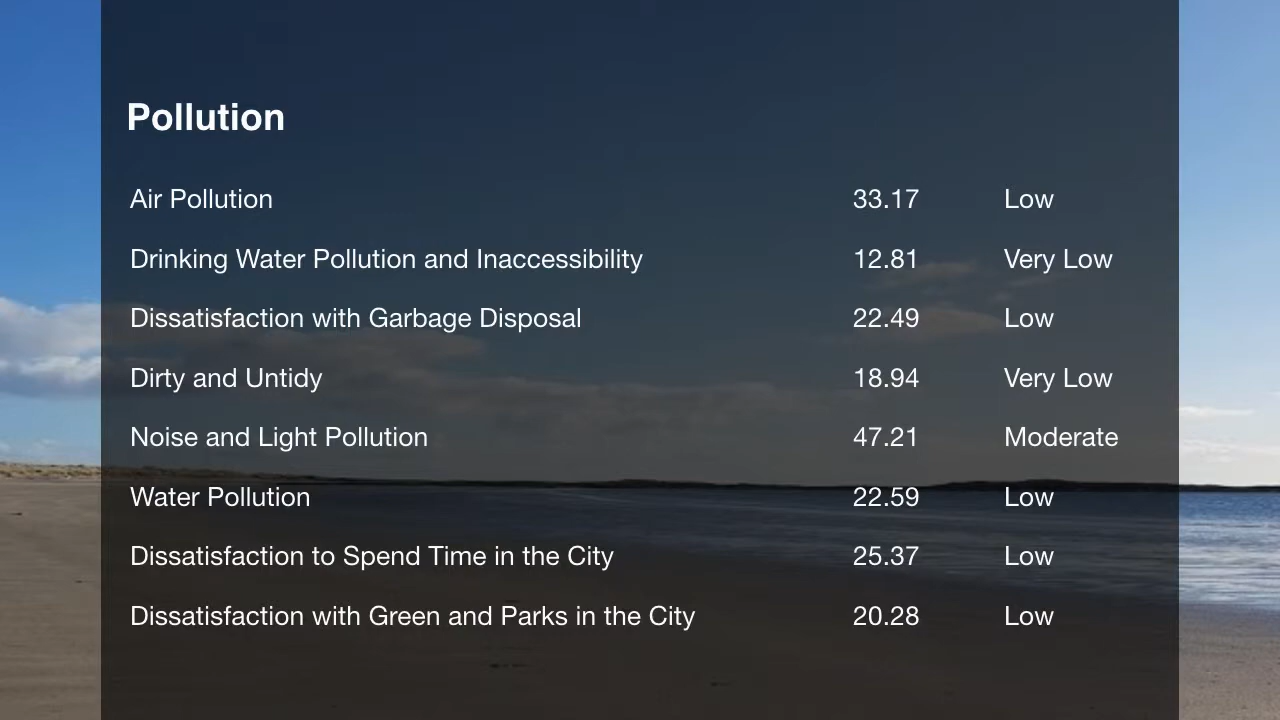 Pollution
Air Pollution 33.17 Low
Drinking Water Pollution and Inaccessibility 12.81 Very Low
Dissatisfaction with Garbage Disposal 22.49 Low
Dirty and Untidy 18.94 Very Low
Noise and Light Pollution 47.21 Moderate
Water Pollution 22.59 Low
Dissatisfaction to Spend Time in the City 25.37 Low
Dissatisfaction with Green and Parks in the City 20.28 Low